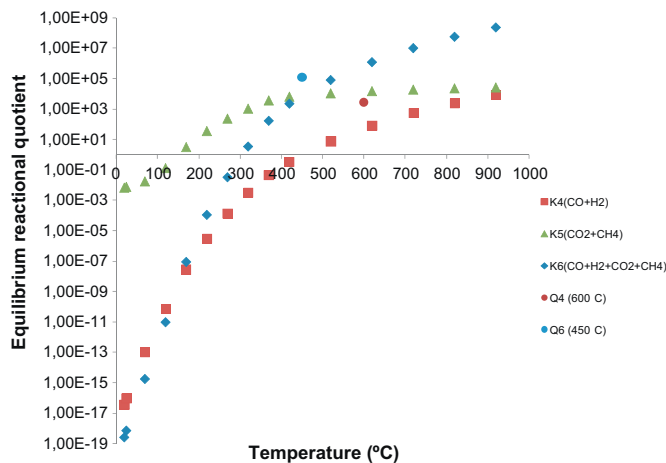 1,00E+09
1,00E+07
1,00E+05
1,00E+03
1,00E+01
1,00E-01
1,00E-03
1,00E-05
1,00E-07
1,00E-09
1,00E-11
1,00E-13
1,00E-15
1,00E-17
1,00E-19
Equilibrium reactional quotient
0 100 200 300 400 500 600 700 800 900 1000
Temperature (ºC)
K4(CO+H2)
K5(CO2+CH4)
K6(CO+H2+CO2+CH4)
Q4 (600 C)
Q6 (450 C)